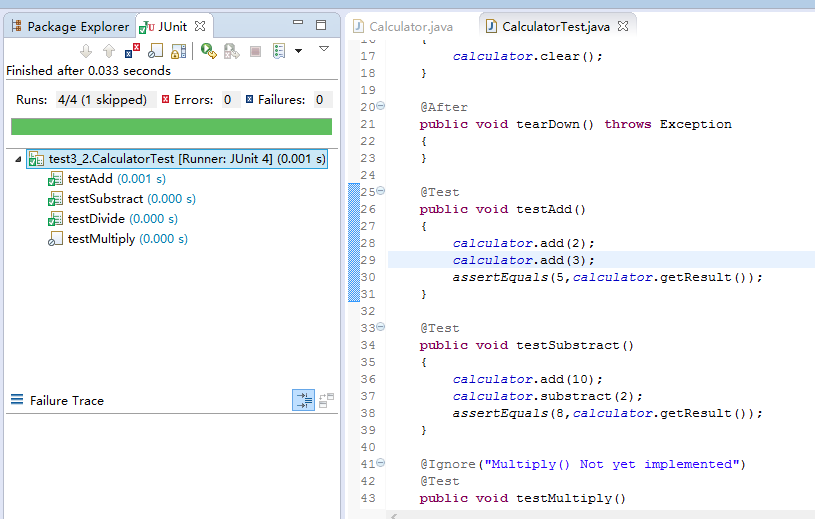 Package Explorer
JUnit
Finished after 0.033 seconds
Runs: 4/4 (1 skipped)
Errors: 0
Failures: 0
test3_2.CalculatorTest [Runner: JUnit 4] (0.001 s)
testAdd (0.001 s)
testSubstract (0.000 s)
testDivide (0.000 s)
testMultiply (0.000 s)
Failure Trace
Calculator.java
CalculatorTest.java
16 {
17 calculator.clear();
18 }
19
20 @After
21 public void tearDown() throws Exception
22 {
23 }
24
25 @Test
26 public void testAdd()
27 {
28 calculator.add(2);
29 calculator.add(3);
30 assertEquals(5,calculator.getResult());
31 }
32
33 @Test
34 public void testSubstract()
35 {
36 calculator.add(10);
37 calculator.substract(2);
38 assertEquals(8,calculator.getResult());
39 }
40
41 @Ignore("Multiply() Not yet implemented")
42 @Test
43 public void testMultiply()